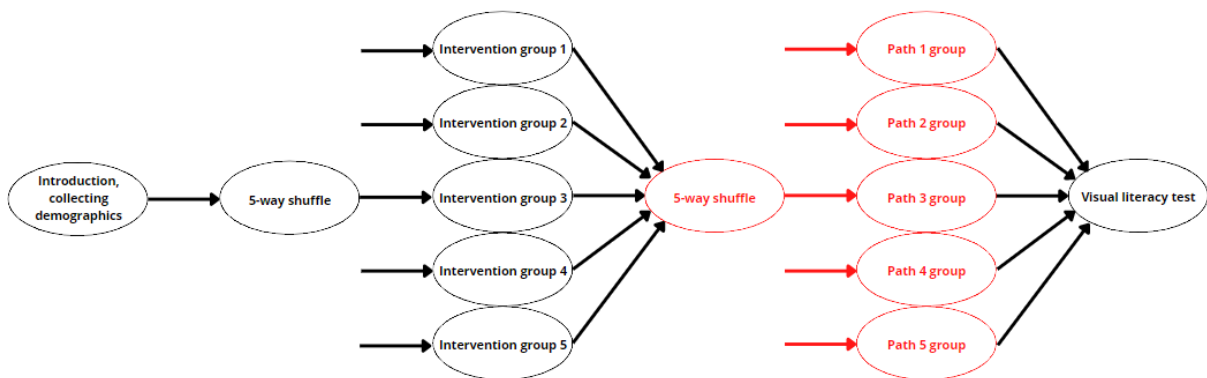 Intervention group 1
Path 1 group
Intervention group 2
Path 2 group
Introduction,
collecting
demographics
5-way shuffle
Intervention group 3
5-way shuffle
Path 3 group
Visual literacy test
Intervention group 4
Path 4 group
Intervention group 5
Path 5 group